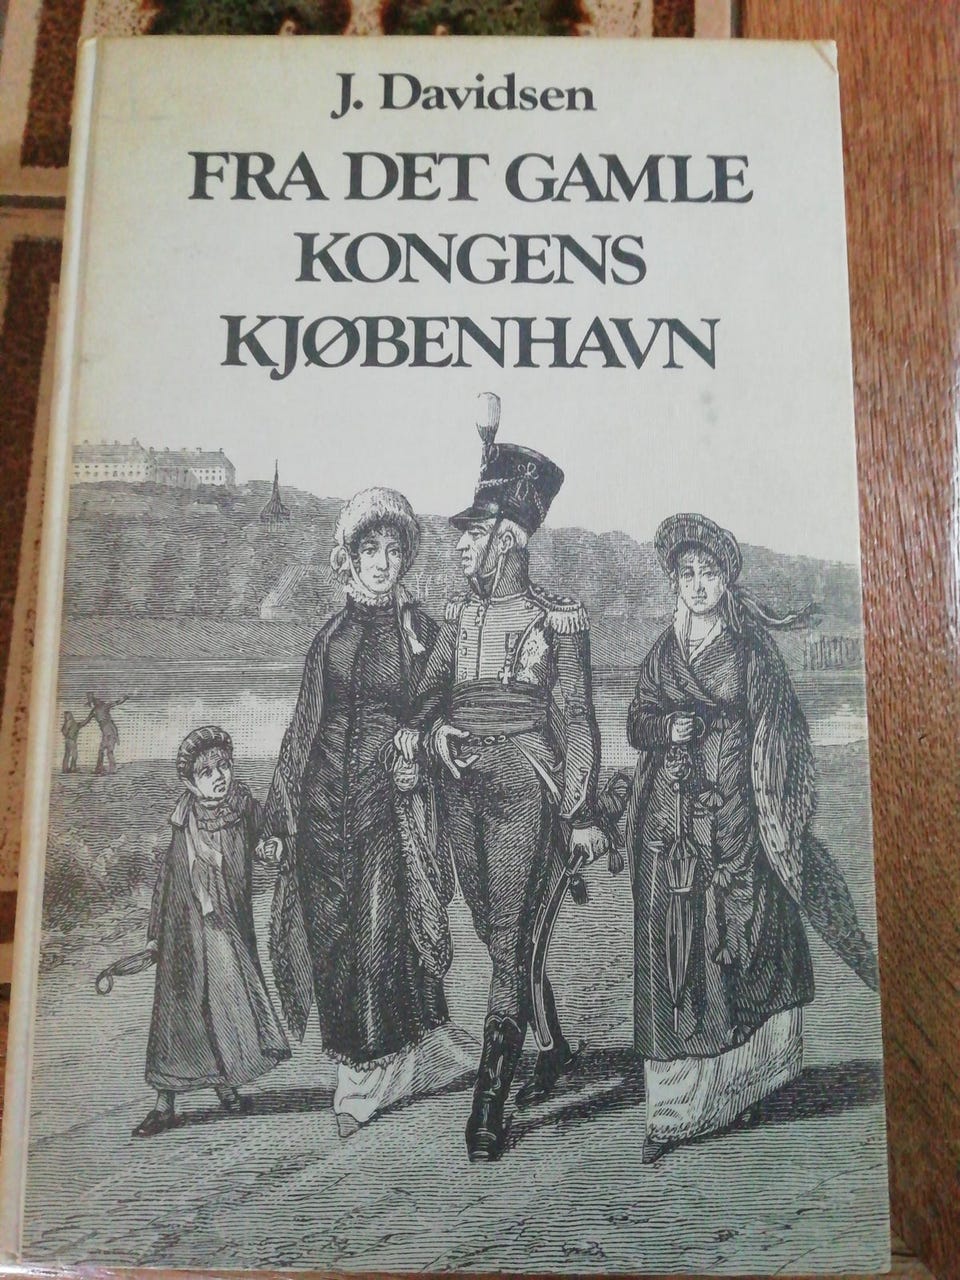 J. Davidsen
FRA DET GAMLE
KONGENS
KJØBENHAVN